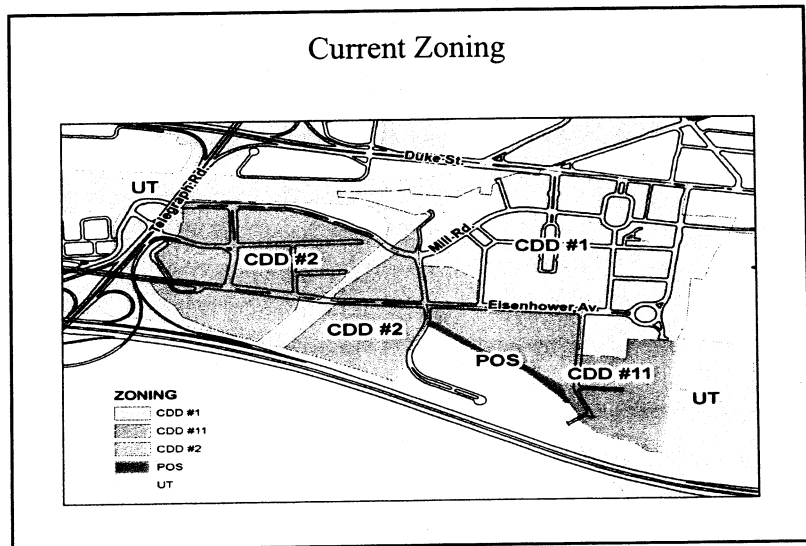 Current Zoning
Duke St
UT
Telegraph Rd.
Mill Rd.
CDD #1
CDD #2
Eisenhower Av.
CDD #2
POS
CDD #11
UT
ZONING
CDD #1
CDD #11
CDD #2
POS
UT